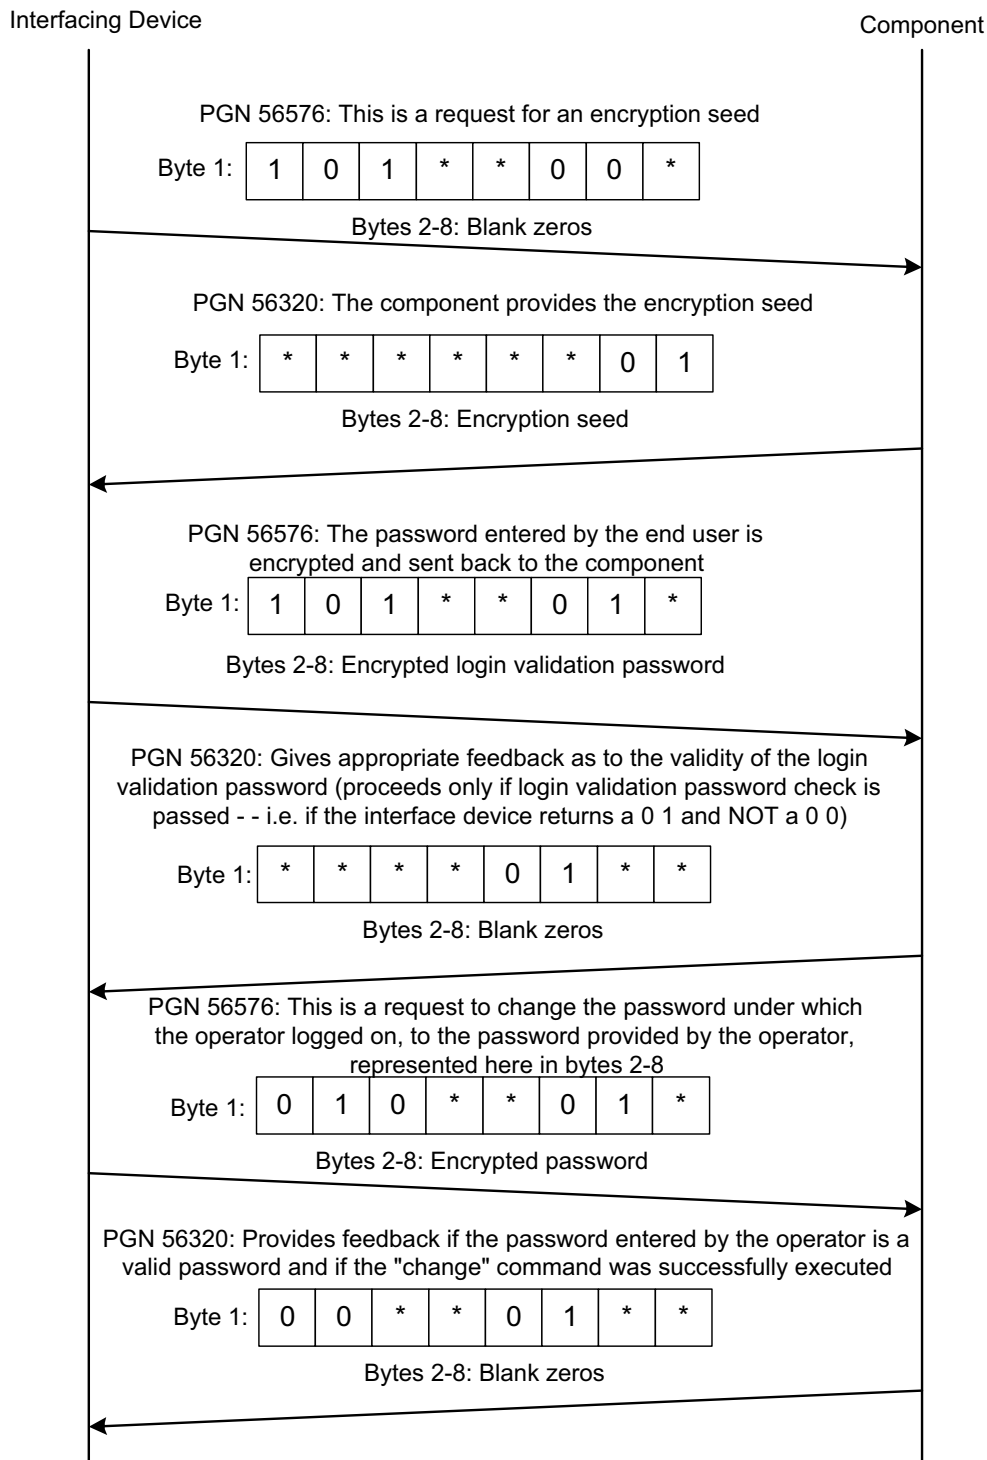 Interfacing Device
Component
PGN 56576: This is a request for an encryption seed
Byte 1: 1 0 1 * * 0 0 *
Bytes 2-8: Blank zeros
PGN 56320: The component provides the encryption seed
Byte 1: * * * * * * 0 1
Bytes 2-8: Encryption seed
PGN 56576: The password entered by the end user is
encrypted and sent back to the component
Byte 1: 1 0 1 * * 0 1 *
Bytes 2-8: Encrypted login validation password
PGN 56320: Gives appropriate feedback as to the validity of the login
validation password (proceeds only if login validation password check is
passed - - i.e. if the interface device returns a 0 1 and NOT a 0 0)
Byte 1: * * * * 0 1 * *
Bytes 2-8: Blank zeros
PGN 56576: This is a request to change the password under which
the operator logged on, to the password provided by the operator,
represented here in bytes 2-8
Byte 1: 0 1 0 * * 0 1 *
Bytes 2-8: Encrypted password
PGN 56320: Provides feedback if the password entered by the operator is a
valid password and if the "change" command was successfully executed
Byte 1: 0 0 * * 0 1 * *
Bytes 2-8: Blank zeros